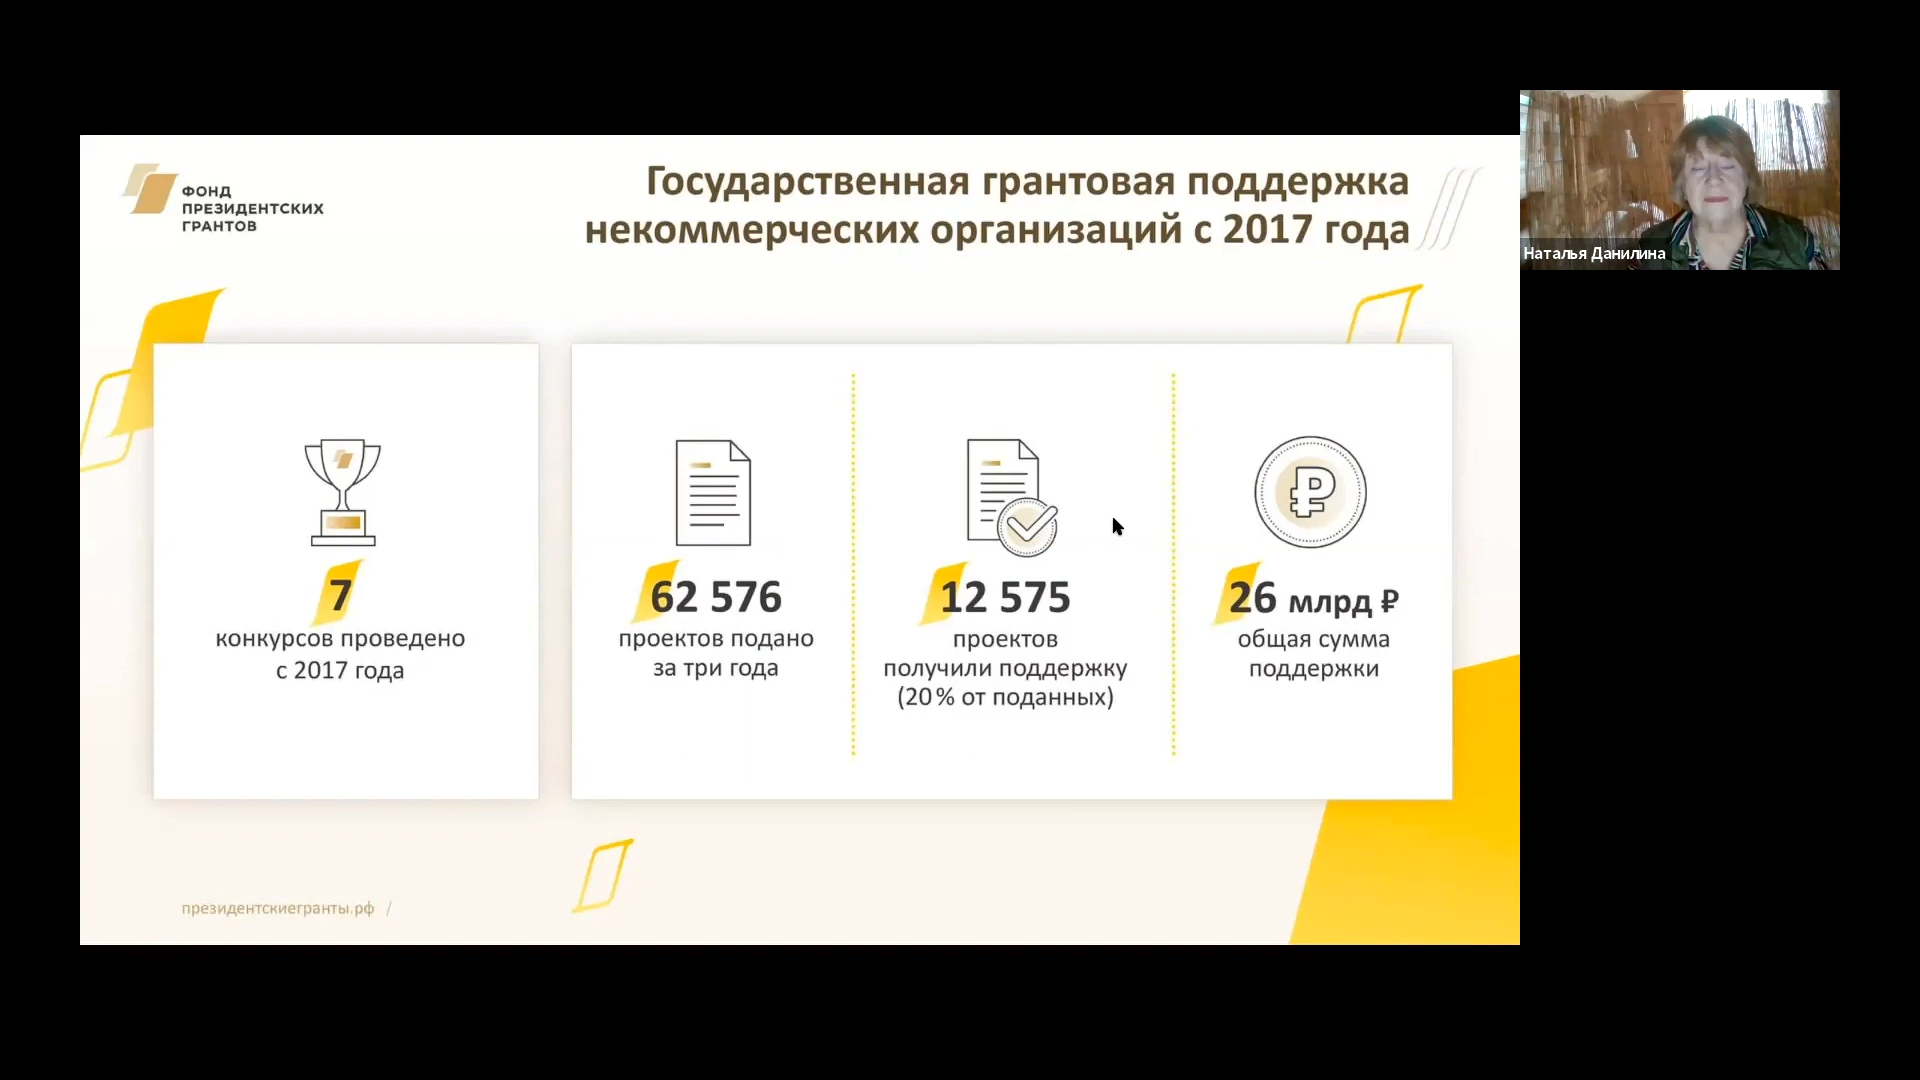 ФОНД
ПРЕЗИДЕНТСКИХ
ГРАНТОВ
Государственная грантовая поддержка
некоммерческих организаций с 2017 года
Наталья Данилина
7
конкурсов проведено
с 2017 года
62 576
проектов подано
за три года
12 575
проектов
получили поддержку
(20% от поданных)
26 млрд ₽
общая сумма
поддержки
президентскиегранты.рф /